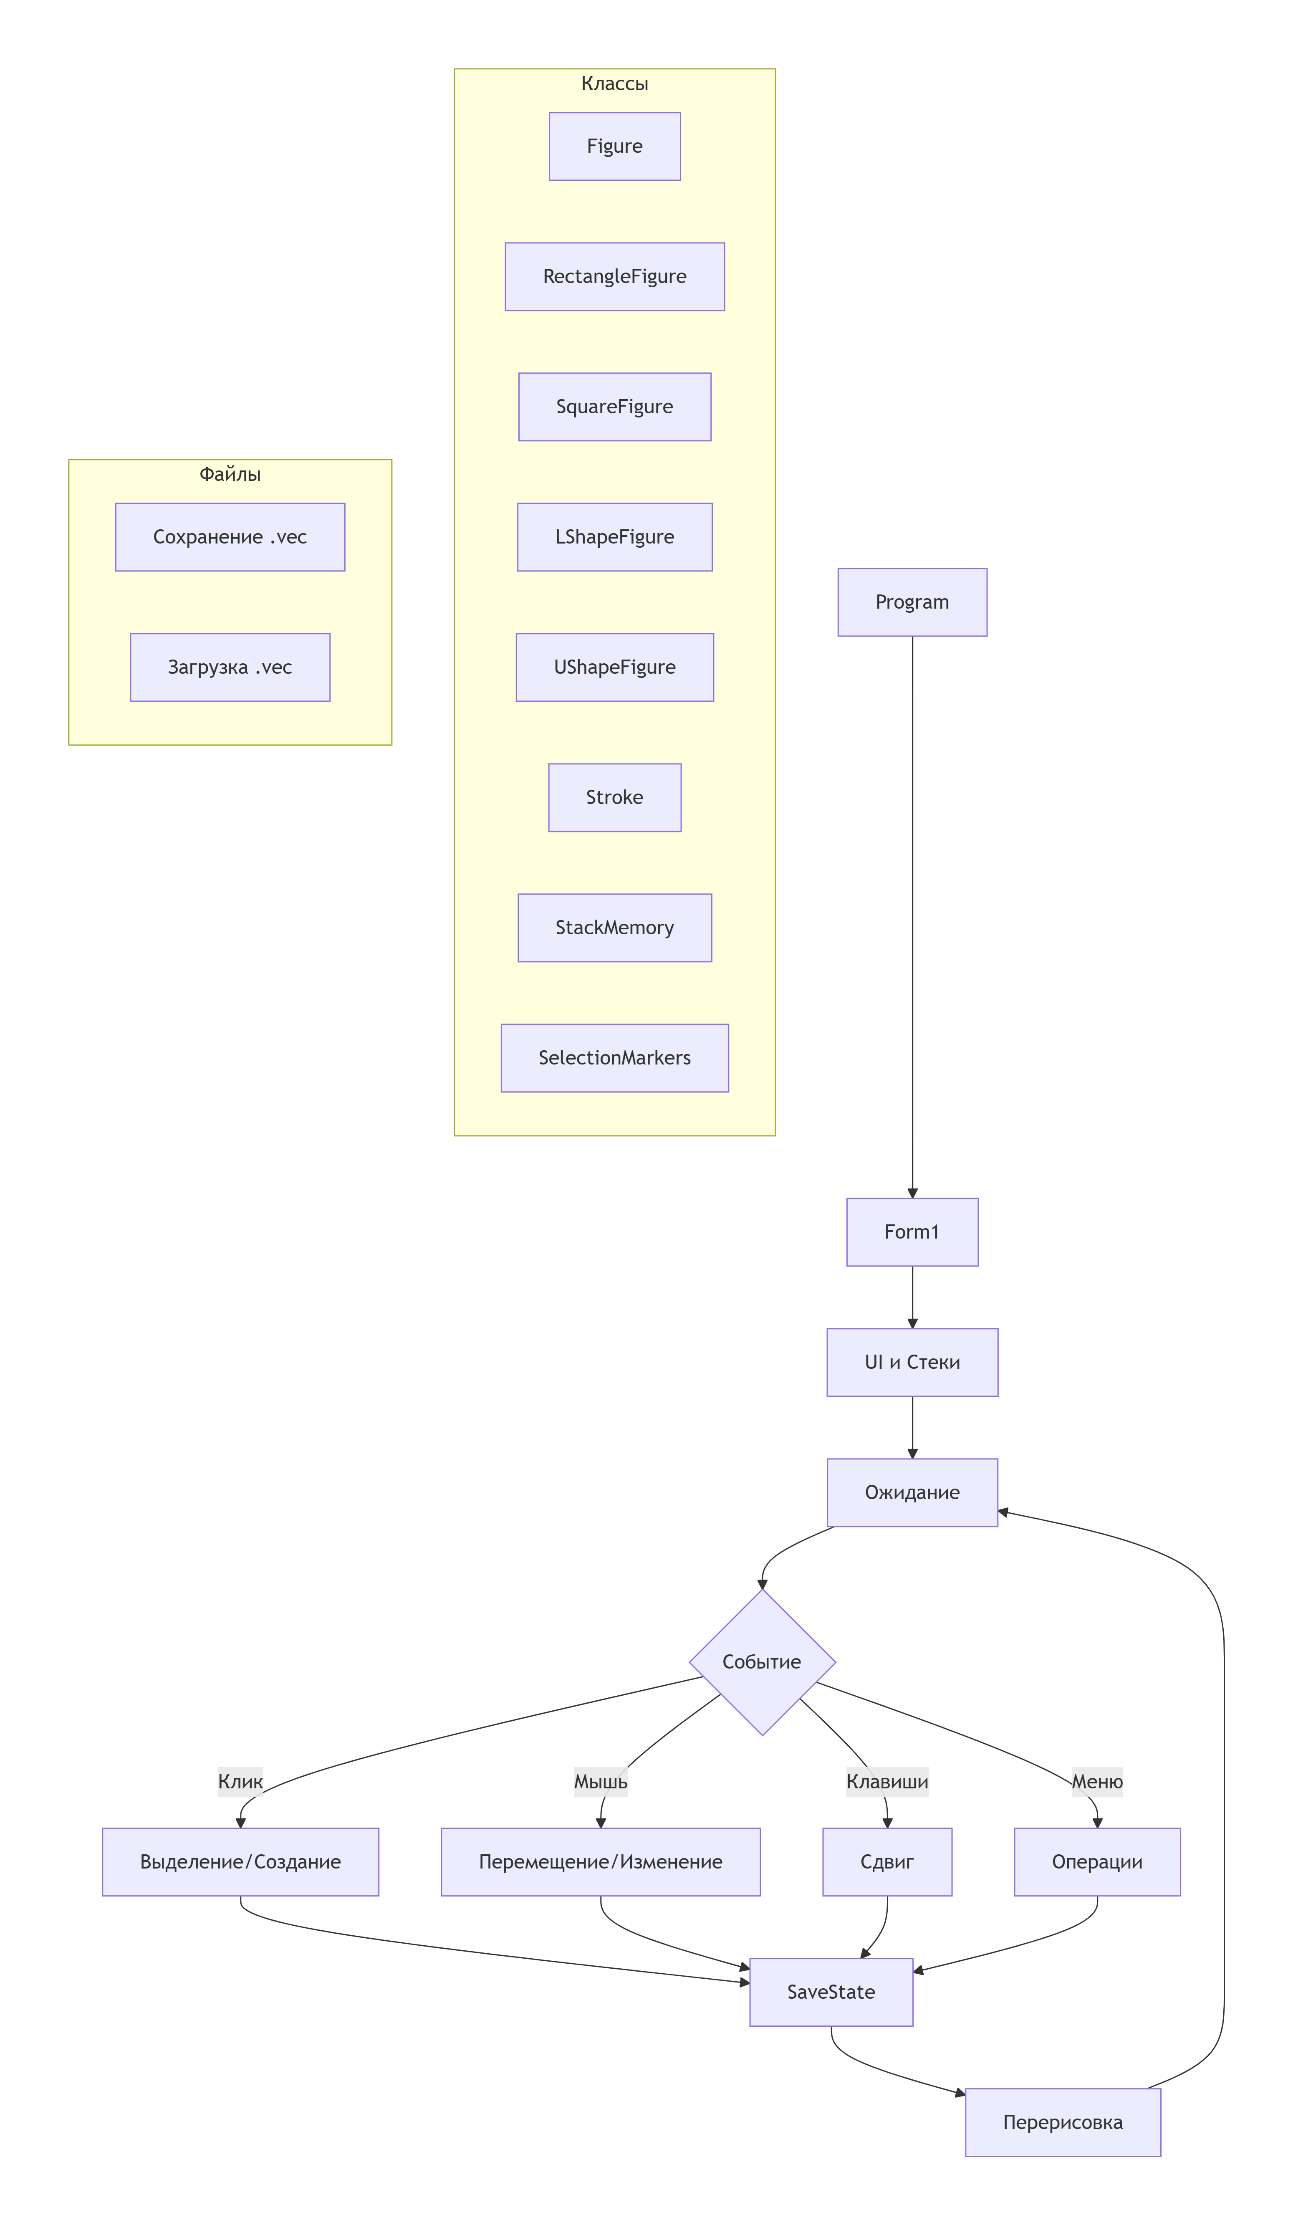 Классы
Figure
RectangleFigure
SquareFigure
LShapeFigure
UShapeFigure
Stroke
StackMemory
SelectionMarkers
Файлы
Сохранение .vec
Загрузка .vec
Program
Form1
UI и Стеки
Ожидание
Событие
Клик
Мышь
Клавиши
Меню
Выделение/Создание
Перемещение/Изменение
Сдвиг
Операции
SaveState
Перерисовка